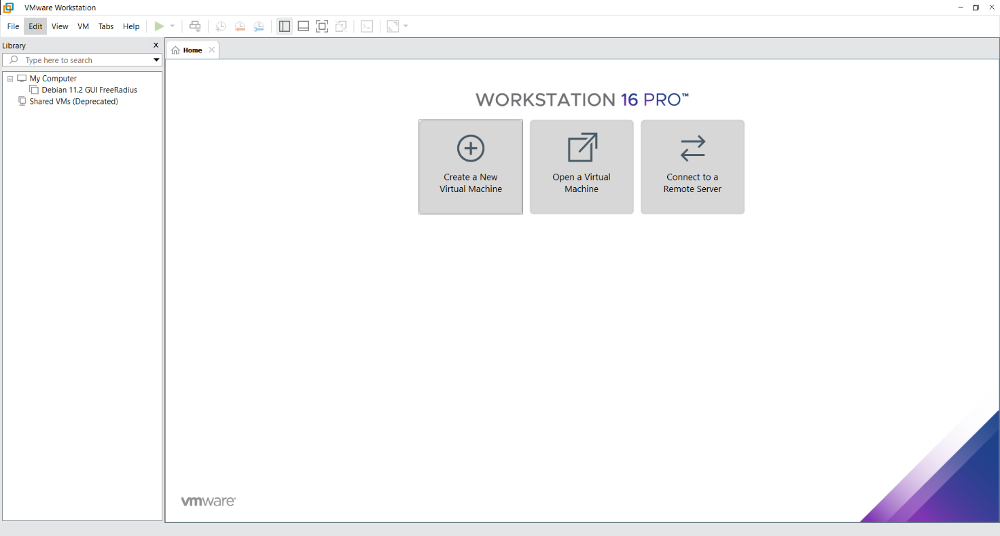 VMware Workstation
File Edit View VM Tabs Help
Library
Home
Type here to search
My Computer
Debian 11.2 GUI FreeRadius
Shared VMs (Deprecated)
WORKSTATION 16 PRO™
Create a New
Virtual Machine
Open a Virtual
Machine
Connect to a
Remote Server
vmware®